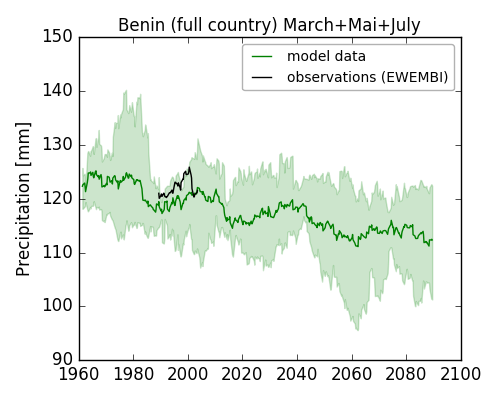 Benin (full country) March+Mai+July
150
140
130
120
110
100
90
Precipitation [mm]
model data
observations (EWEMBI)
1960 1980 2000 2020 2040 2060 2080 2100